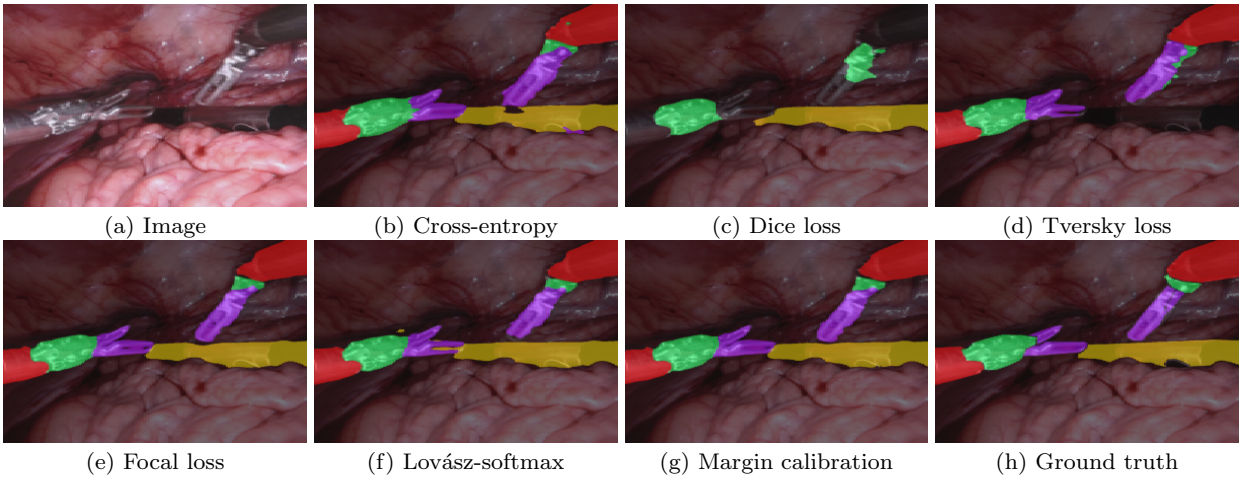 (a) Image
(b) Cross-entropy
(c) Dice loss
(d) Tversky loss
(e) Focal loss
(f) Lovász-softmax
(g) Margin calibration
(h) Ground truth